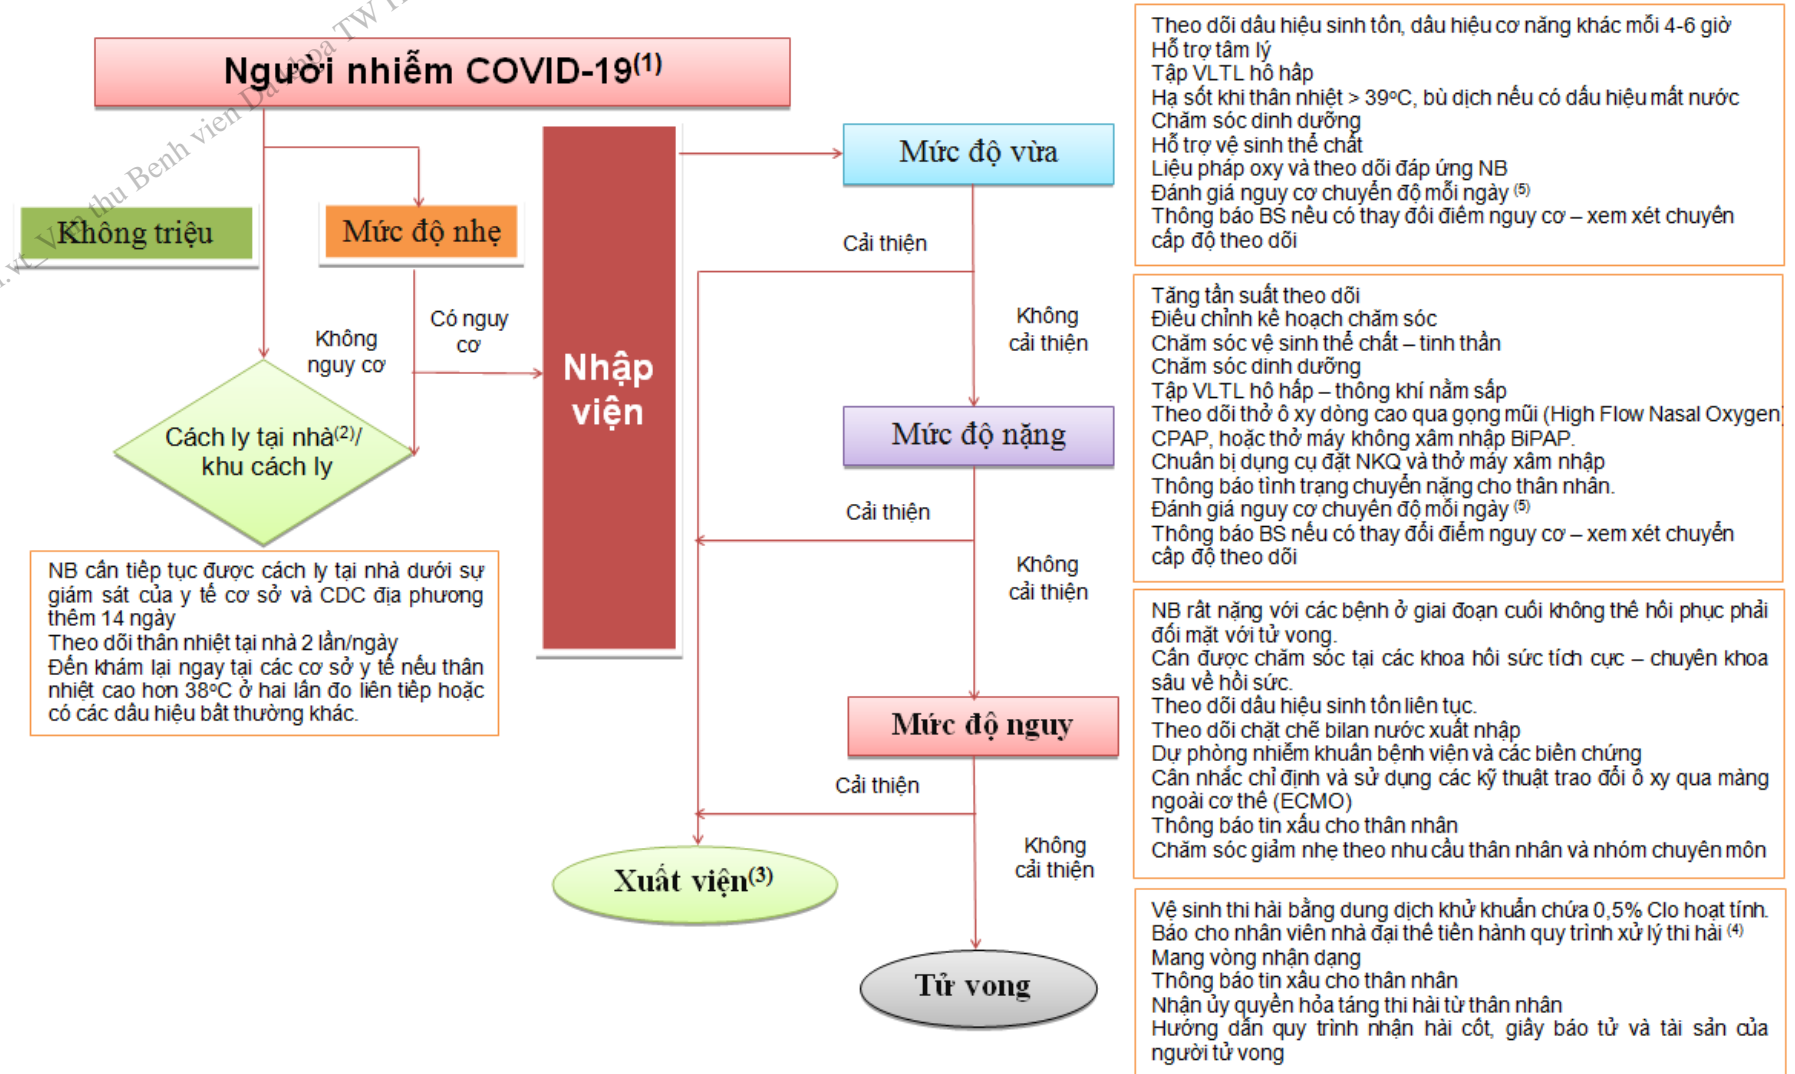 Người nhiễm COVID-19(1)
Không triệu
Mức độ nhẹ
Không
nguy cơ
Có nguy
cơ
Cách ly tại nhà(2)/
khu cách ly
NB cần tiếp tục được cách ly tại nhà dưới sự
giám sát của y tế cơ sở và CDC địa phương
thêm 14 ngày
Theo dõi thân nhiệt tại nhà 2 lần/ngày
Đến khám lại ngay tại các cơ sở y tế nếu thân
nhiệt cao hơn 38ºC ở hai lần đo liên tiếp hoặc
có các dấu hiệu bất thường khác.
Nhập
viện
Mức độ vừa
Cải thiện
Không
cải thiện
Mức độ nặng
Cải thiện
Không
cải thiện
Mức độ nguy
Cải thiện
Không
cải thiện
Xuất viện(3)
Tử vong
Theo dõi dấu hiệu sinh tồn, dấu hiệu cơ năng khác mỗi 4-6 giờ
Hỗ trợ tâm lý
Tập VLTL hô hấp
Hạ sốt khi thân nhiệt > 39ºC, bù dịch nếu có dấu hiệu mất nước
Chăm sóc dinh dưỡng
Hỗ trợ vệ sinh thể chất
Liệu pháp oxy và theo dõi đáp ứng NB
Đánh giá nguy cơ chuyển độ mỗi ngày (5)
Thông báo BS nếu có thay đổi điểm nguy cơ – xem xét chuyển
cấp độ theo dõi
Tăng tần suất theo dõi
Điều chỉnh kế hoạch chăm sóc
Chăm sóc vệ sinh thể chất – tinh thần
Chăm sóc dinh dưỡng
Tập VLTL hô hấp – thông khí nằm sấp
Theo dõi thở ô xy dòng cao qua gọng mũi (High Flow Nasal Oxygen)
CPAP, hoặc thở máy không xâm nhập BiPAP.
Chuẩn bị dụng cụ đặt NKQ và thở máy xâm nhập
Thông báo tình trạng chuyển nặng cho thân nhân.
Đánh giá nguy cơ chuyển độ mỗi ngày (5)
Thông báo BS nếu có thay đổi điểm nguy cơ – xem xét chuyển
cấp độ theo dõi
NB rất nặng với các bệnh ở giai đoạn cuối không thể hồi phục phải
đối mặt với tử vong.
Cần được chăm sóc tại các khoa hồi sức tích cực – chuyên khoa
sâu về hồi sức.
Theo dõi dấu hiệu sinh tồn liên tục.
Theo dõi chặt chẽ bilan nước xuất nhập
Dự phòng nhiễm khuẩn bệnh viện và các biến chứng
Cân nhắc chỉ định và sử dụng các kỹ thuật trao đổi ô xy qua màng
ngoài cơ thể (ECMO)
Thông báo tin xấu cho thân nhân
Chăm sóc giảm nhẹ theo nhu cầu thân nhân và nhóm chuyên môn
Vệ sinh thi hài bằng dung dịch khử khuẩn chứa 0,5% Clo hoạt tính.
Báo cho nhân viên nhà đại thể tiến hành quy trình xử lý thi hài (4)
Mang vòng nhận dạng
Thông báo tin xấu cho thân nhân
Nhận ủy quyền hỏa táng thi hài từ thân nhân
Hướng dẫn quy trình nhận hài cốt, giấy báo tử và tài sản của
người tử vong
thu Benh vien Da khoa TW